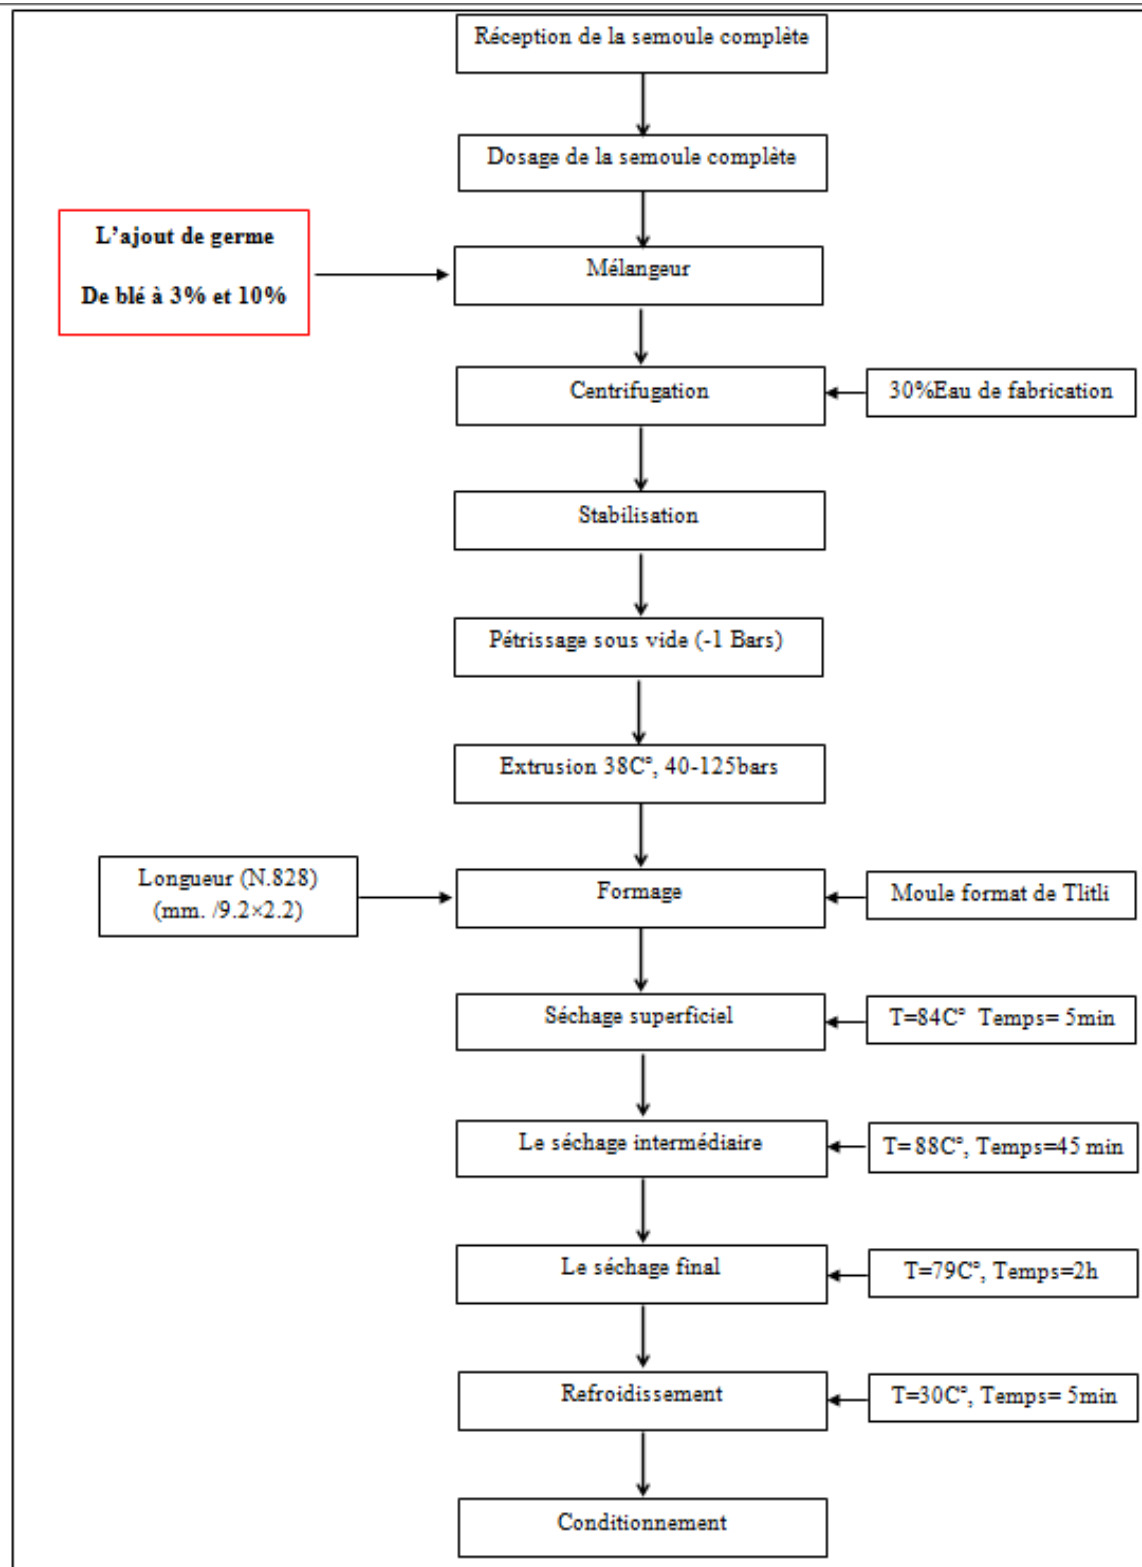 Réception de la semoule complète
Dosage de la semoule complète
L’ajout de germe
De blé à 3% et 10%
Mélangeur
Centrifugation
30%Eau de fabrication
Stabilisation
Pétrissage sous vide (-1 Bars)
Extrusion 38C°, 40-125bars
Longueur (N.828)
(mm. /9.2×2.2)
Formage
Moule format de Tlitli
Séchage superficiel
T=84C° Temps= 5min
Le séchage intermédiaire
T= 88C°, Temps=45 min
Le séchage final
T=79C°, Temps=2h
Refroidissement
T=30C°, Temps= 5min
Conditionnement